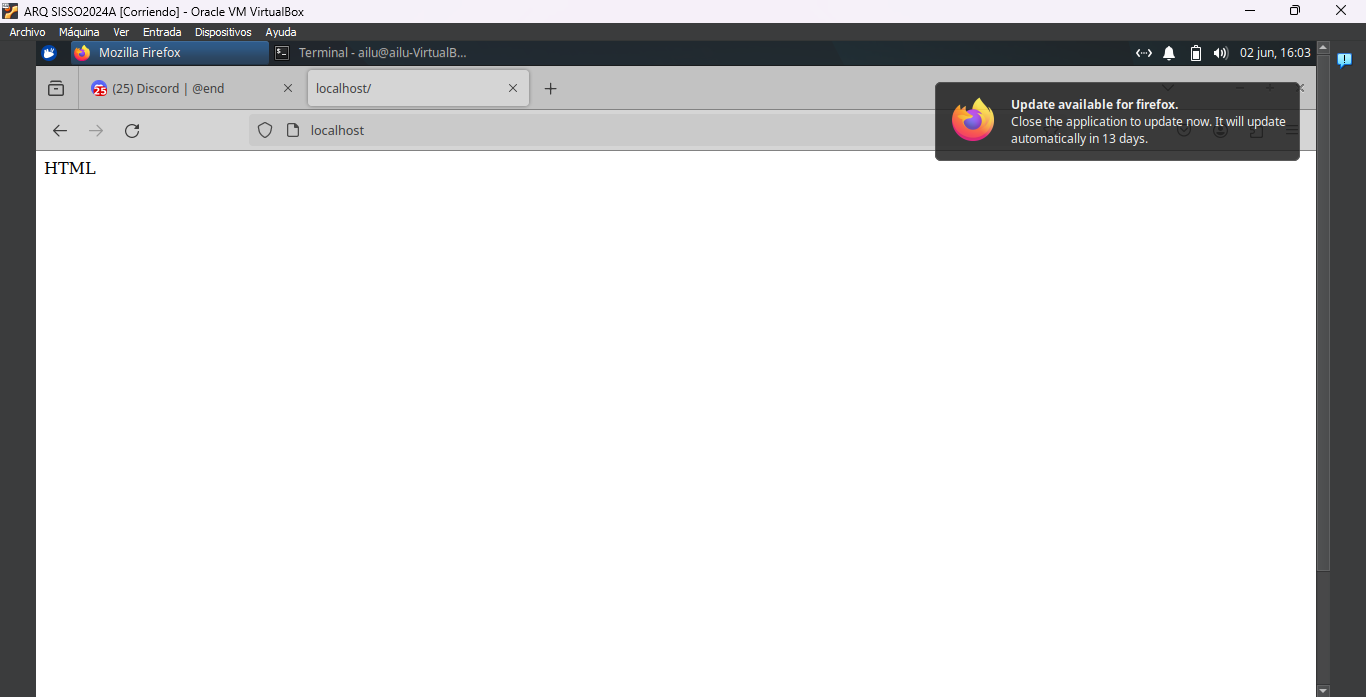 ARQ SISSO2024A [Corriendo] - Oracle VM VirtualBox
Archivo Máquina Ver Entrada Dispositivos Ayuda
Mozilla Firefox Terminal - ailu@ailu-VirtualB... 02 jun, 16:03
(25) Discord | @end localhost/
localhost
Update available for firefox.
Close the application to update now. It will update
automatically in 13 days.
HTML